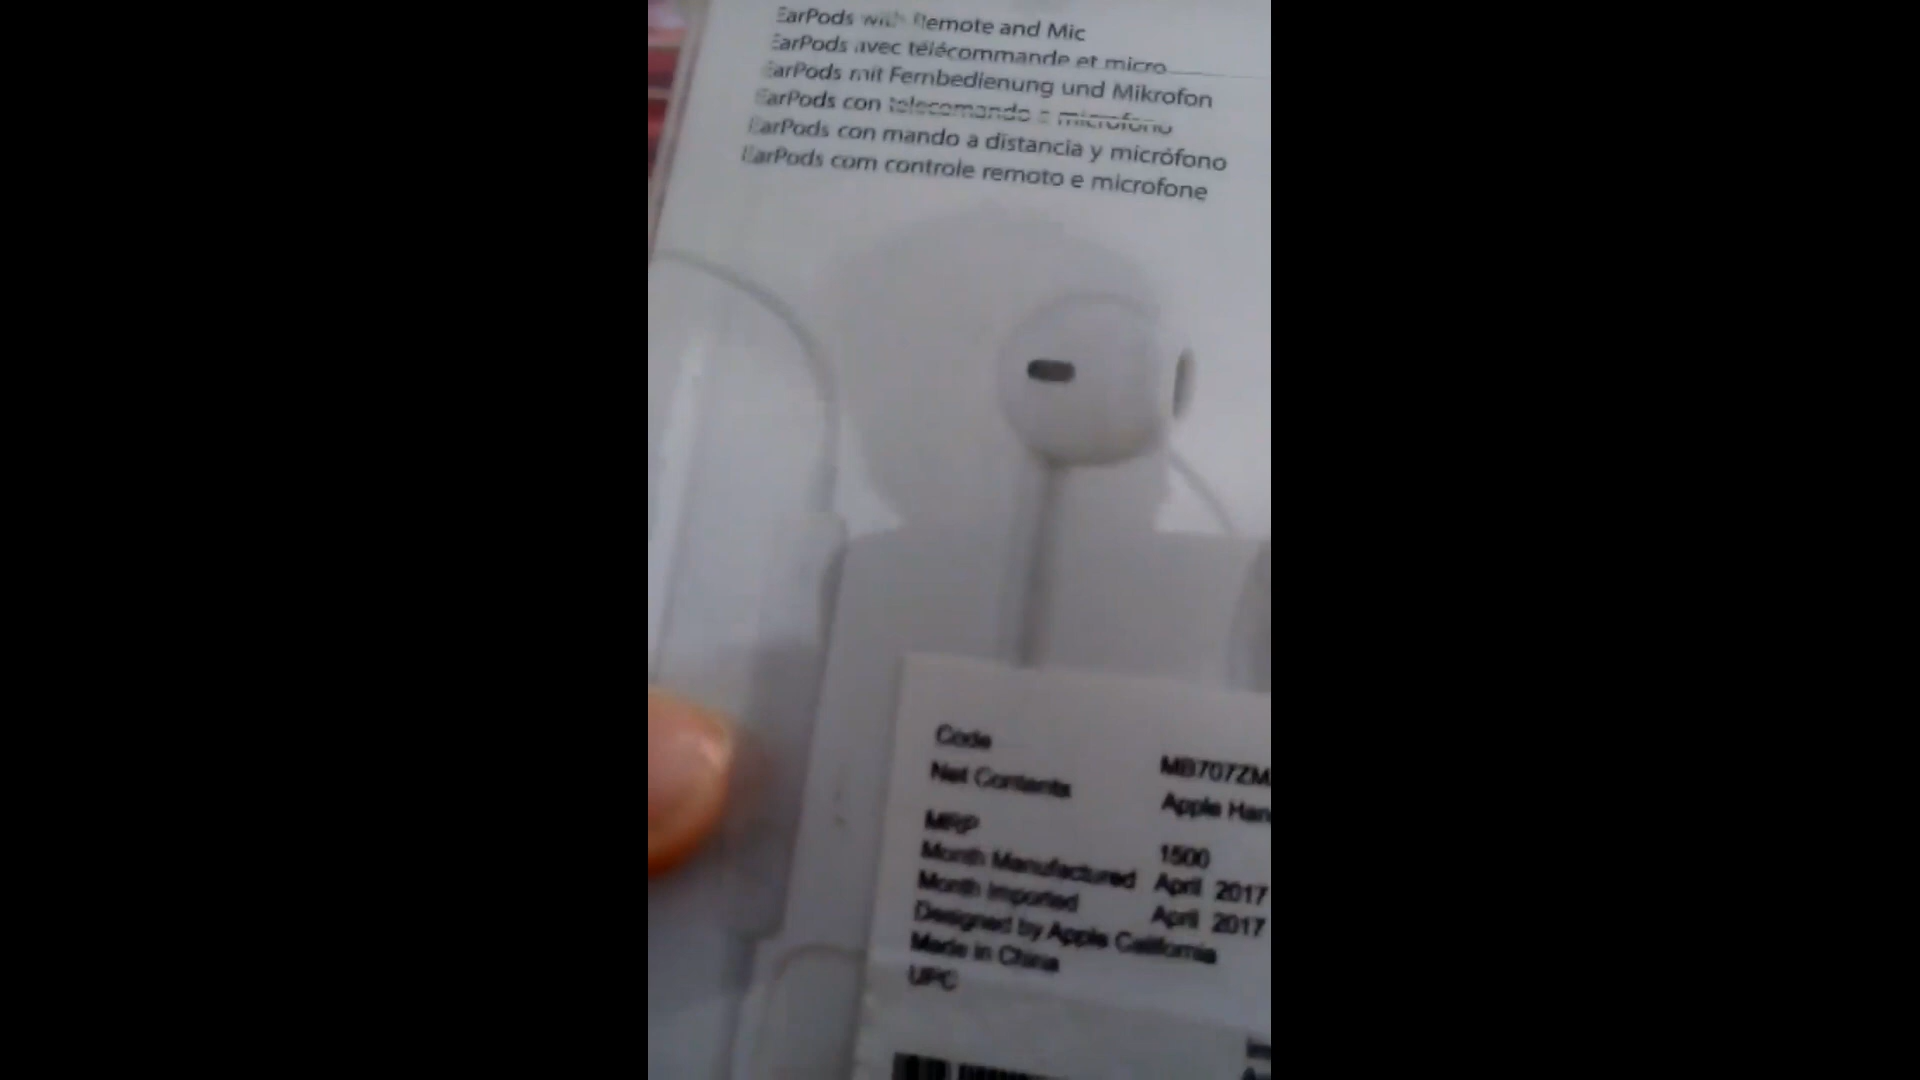 EarPods with Remote and Mic
EarPods avec télécommande et micro
EarPods mit Fernbedienung und Mikrofon
EarPods con telecomando e microfono
EarPods con mando a distancia y micrófono
EarPods com controle remoto e microfone
Code MB707ZM
Net Contents Apple
MRP 1500
Month Manufactured April 2017
Month Imported April 2017
Designed by Apple California
Made in China
UPC